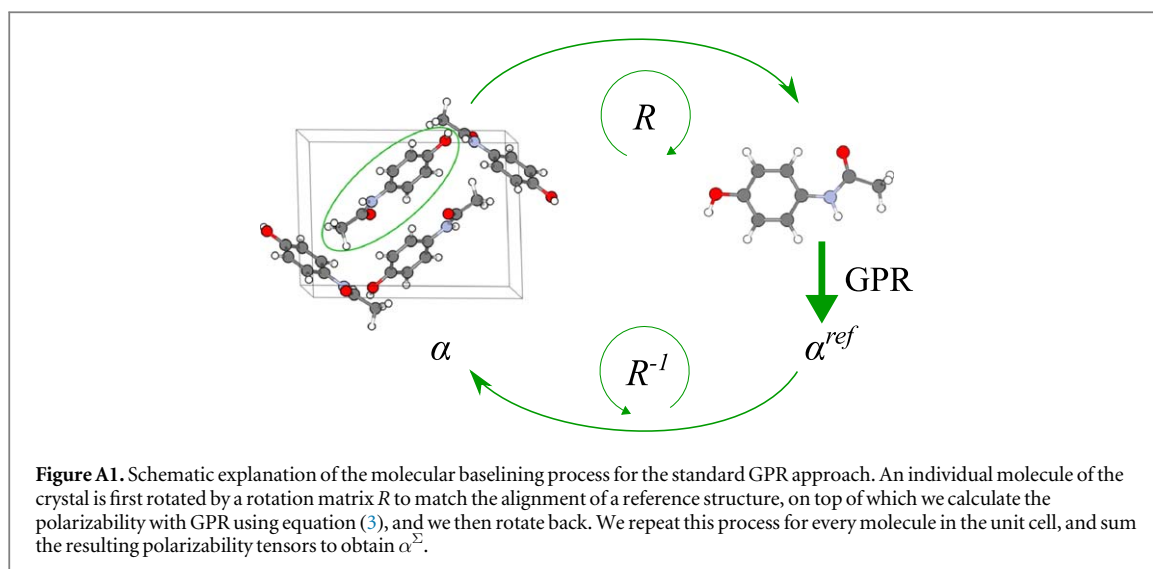 R
GPR
α
α^ref
R^-1
Figure A1. Schematic explanation of the molecular baselining process for the standard GPR approach. An individual molecule of the
crystal is first rotated by a rotation matrix R to match the alignment of a reference structure, on top of which we calculate the
polarizability with GPR using equation (3), and we then rotate back. We repeat this process for every molecule in the unit cell, and sum
the resulting polarizability tensors to obtain α^Σ.